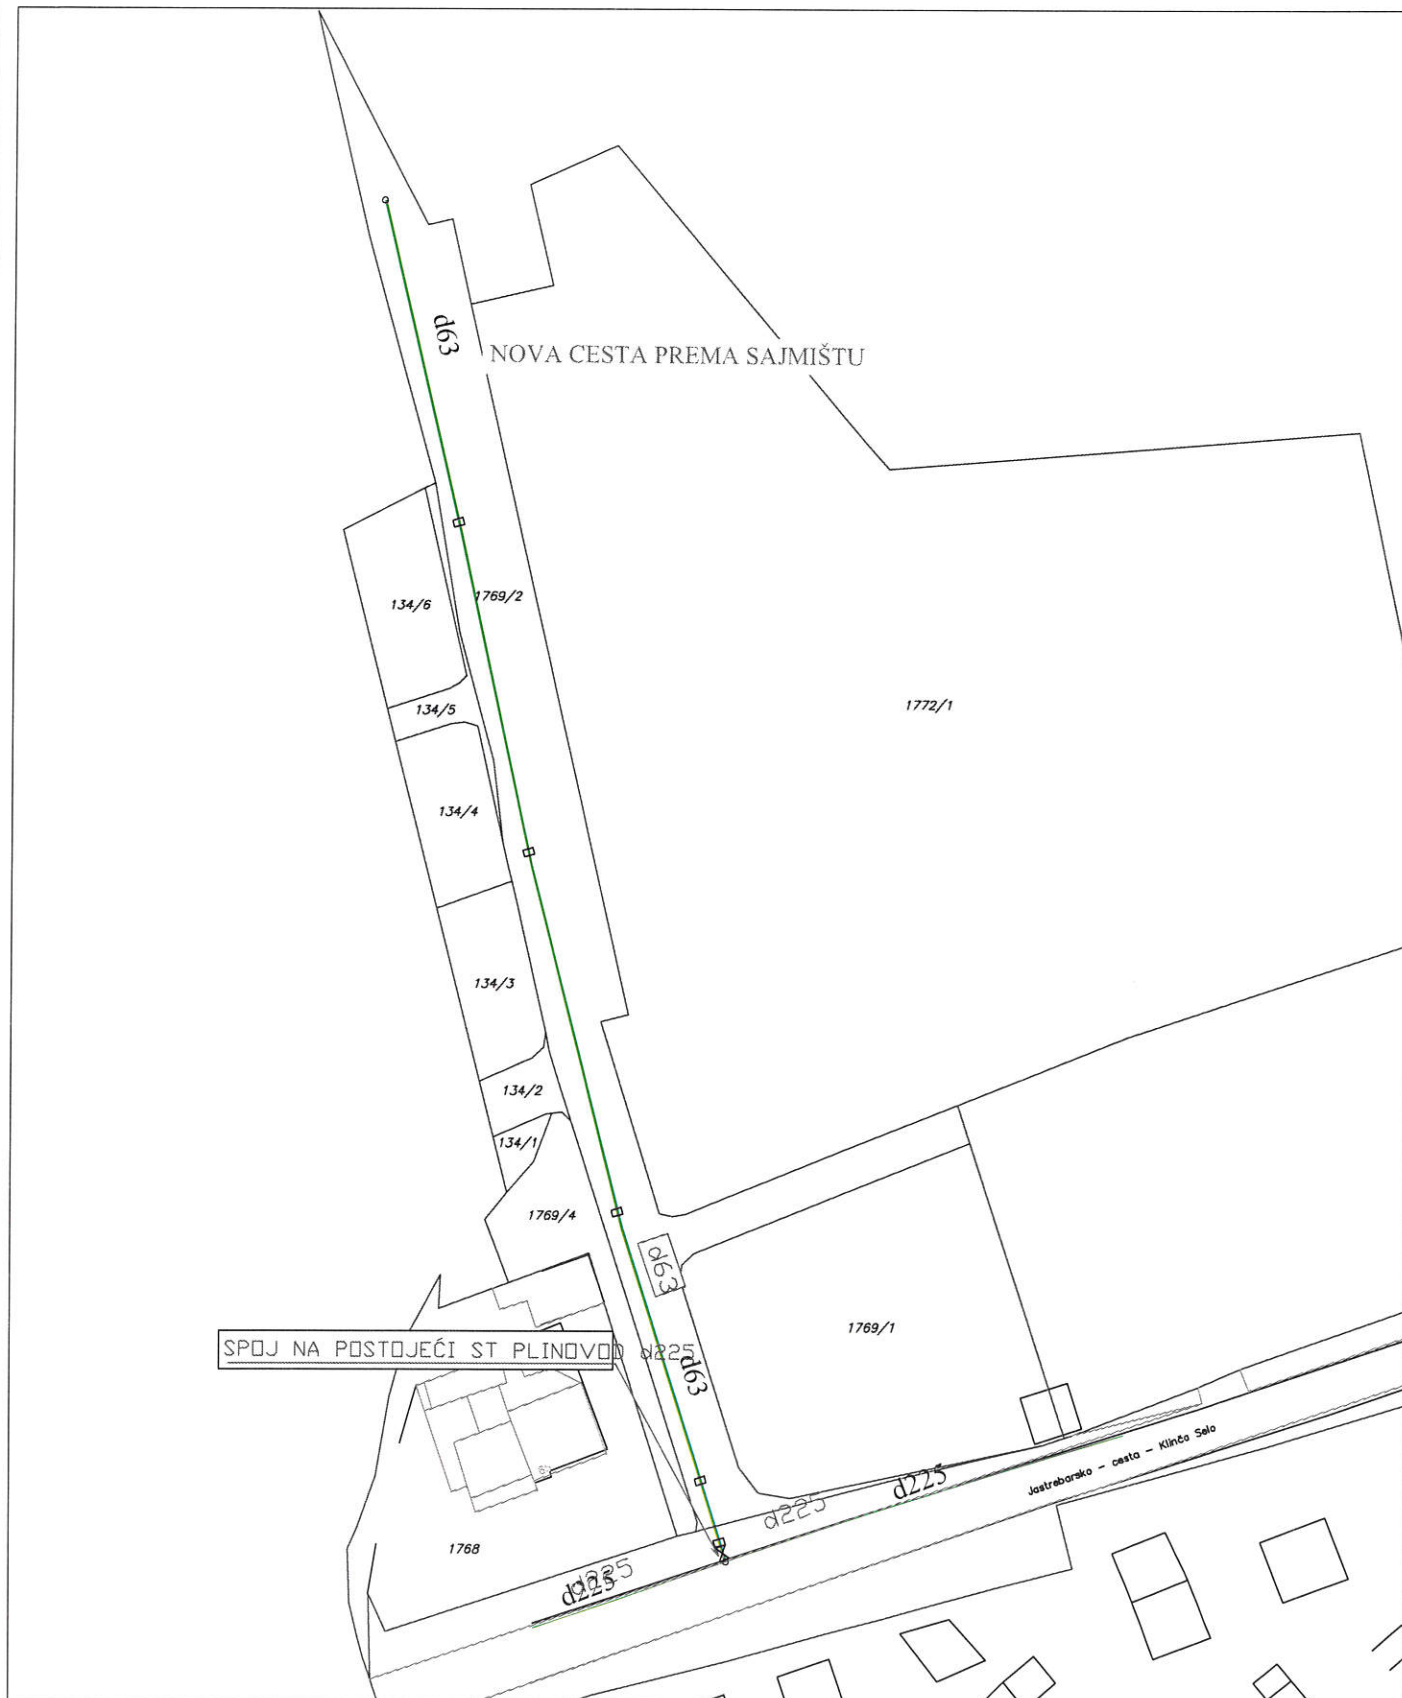 d63
NOVA CESTA PREMA SAJMIŠTU
1769/2
134/6
1772/1
134/5
134/4
134/3
134/2
134/1
1769/4
d63
1769/1
SPOJ NA POSTOJEĆI ST PLINOVOD d225
d63
Jastrebarsko - cesta - Klinča Selo
d225
d225
1768
d225
d225